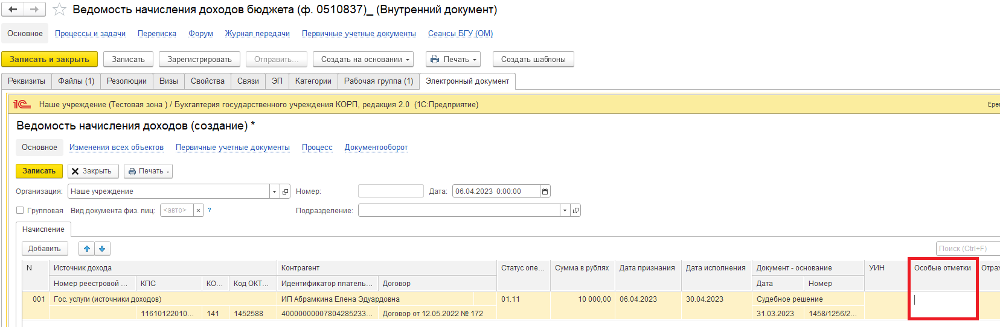 Ведомость начисления доходов бюджета (ф. 0510837)_ (Внутренний документ)
Основное Процессы и задачи Переписка Форум Журнал передачи Первичные учетные документы Сеансы БГУ (ОМ)
Записать и закрыть Записать Зарегистрировать Отправить... Создать на основании Печать Создать шаблоны
Реквизиты Файлы (1) Резолюции Визы Свойства Связи ЭП Категории Рабочая группа (1) Электронный документ
1С Наше учреждение (Тестовая зона ) / Бухгалтерия государственного учреждения КОРП, редакция 2.0 (1С:Предприятие) Ере
Ведомость начисления доходов (создание) *
Основное Изменения всех объектов Первичные учетные документы Процесс Документооборот
Записать Закрыть Печать
Организация: Наше учреждение Номер: Дата: 06.04.2023 0:00:00
Групповая Вид документа физ. лиц: <авто> × ? Подразделение:
Начисление
Добавить Поиск (Ctrl+F)
N Источник дохода Контрагент Статус опе... Сумма в рублях Дата признания Дата исполнения Документ - основание УИН Особые отметки Отра
Номер реестровой ... КПС КО... Код ОКТ... Идентификатор платель... Договор Дата Номер
001 Гос. услуги (источники доходов) ИП Абрамкина Елена Эдуардовна 01.11 10 000,00 06.04.2023 30.04.2023 Судебное решение
11610122010... 141 1452588 40000000007804285233... Договор от 12.05.2022 № 172 31.03.2023 1458/1256/2...